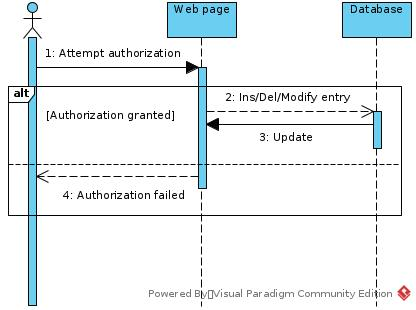 Web page
Database
1: Attempt authorization
alt
2: Ins/Del/Modify entry
[Authorization granted]
3: Update
4: Authorization failed
Powered By▯Visual Paradigm Community Edition